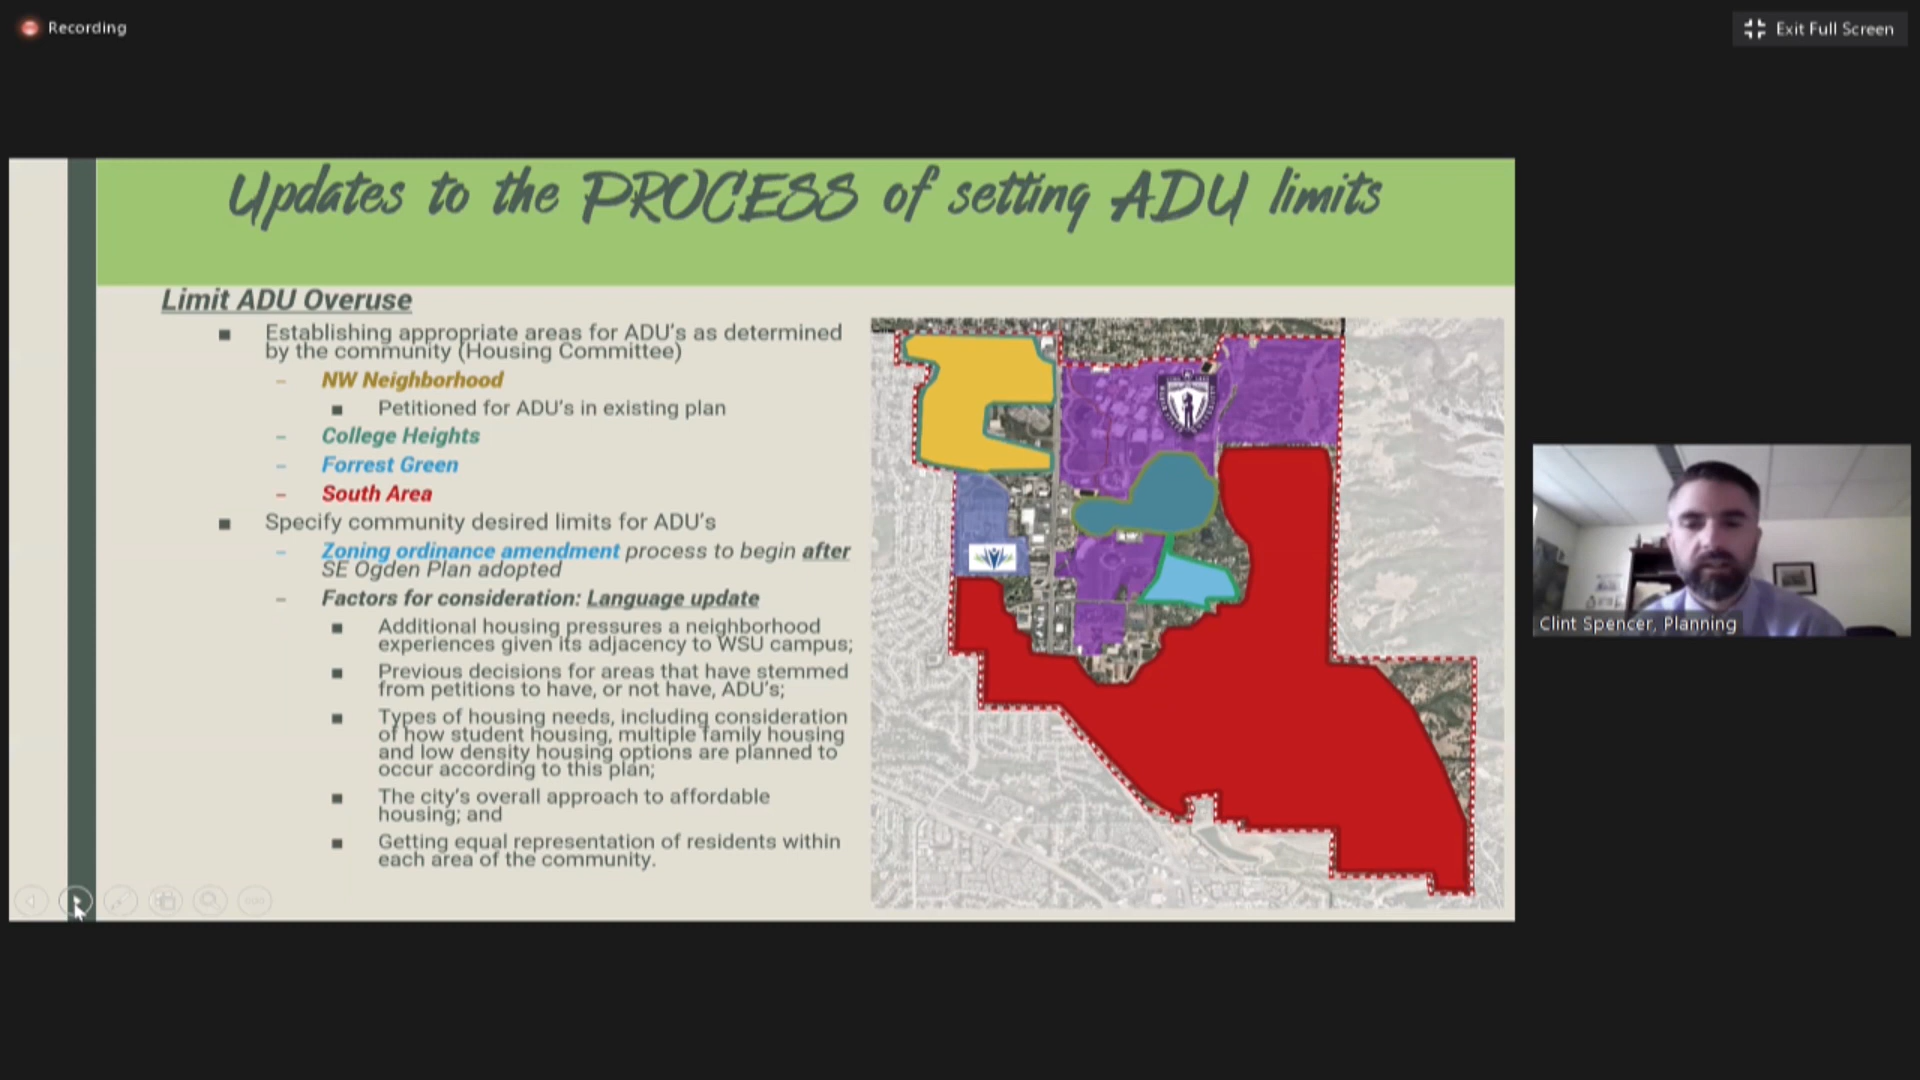 Recording
Exit Full Screen
Updates to the PROCESS of setting ADU limits
Limit ADU Overuse
Establishing appropriate areas for ADU's as determined
by the community (Housing Committee)
NW Neighborhood
Petitioned for ADU's in existing plan
College Heights
Forrest Green
South Area
Specify community desired limits for ADU's
Zoning ordinance amendment process to begin after
SE Ogden Plan adopted
Factors for consideration: Language update
Additional housing pressures a neighborhood
experiences given its adjacency to WSU campus;
Previous decisions for areas that have stemmed
from petitions to have, or not have, ADU's;
Types of housing needs, including consideration
of how student housing, multiple family housing
and low density housing options are planned to
occur according to this plan;
The city's overall approach to affordable
housing; and
Getting equal representation of residents within
each area of the community.
Clint Spencer, Planning